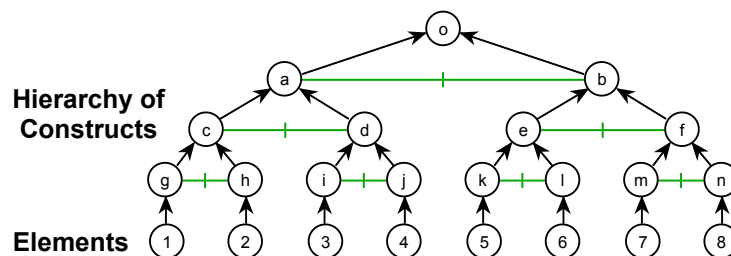 o
a b
Hierarchy of
Constructs
c d e f
g h i j k l m n
Elements 1 2 3 4 5 6 7 8